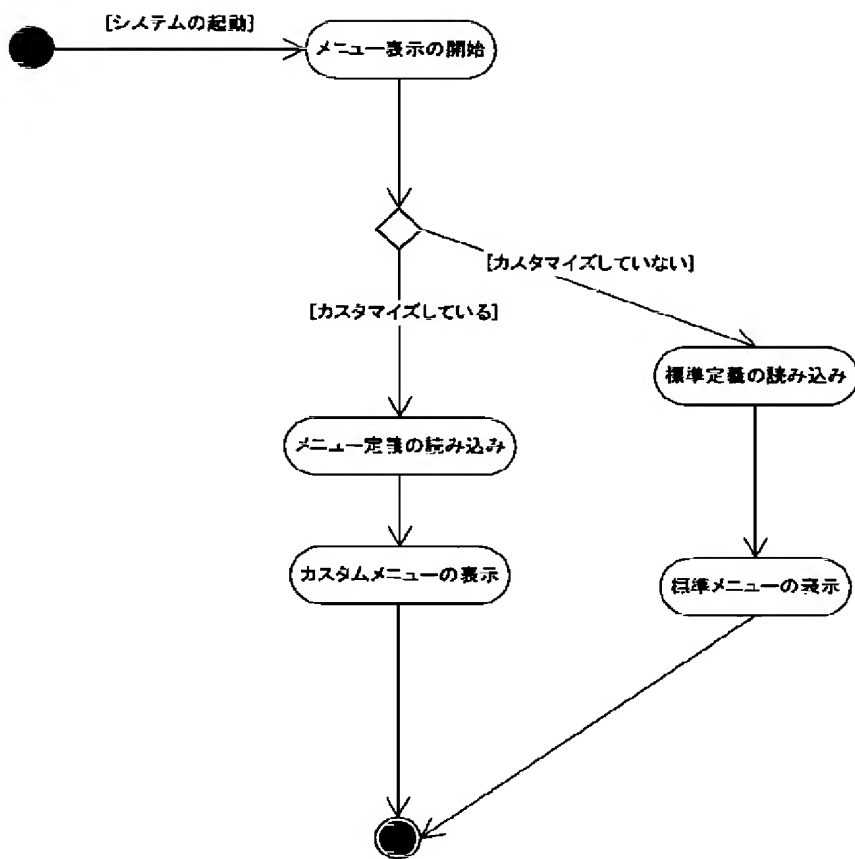 [システムの起動]
メニュー表示の開始
[カスタマイズしていない]
[カスタマイズしている]
標準定義の読み込み
メニュー定義の読み込み
カスタムメニューの表示
標準メニューの表示